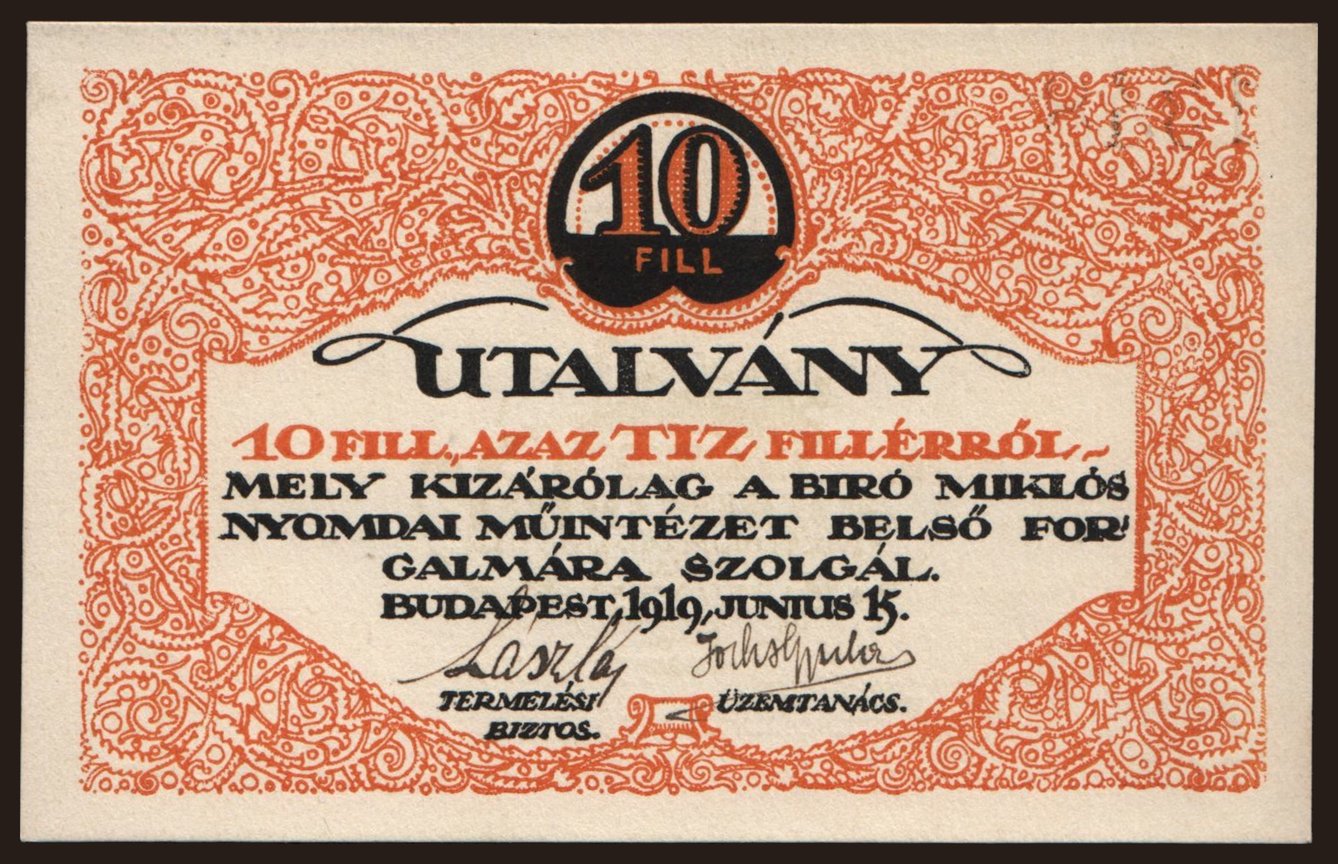 10
FILL
UTALVÁNY
10 FILL., AZAZ TIZ FILLÉRRŐL~
MELY KIZÁRÓLAG A BIRÓ MIKLÓS
NYOMDAI MŰINTÉZET BELSŐ FOR-
GALMÁRA SZOLGÁL.
BUDAPEST, 1919, JUNIUS 15.
László
TERMELÉSI ÜZEMTANÁCS.
BIZTOS.